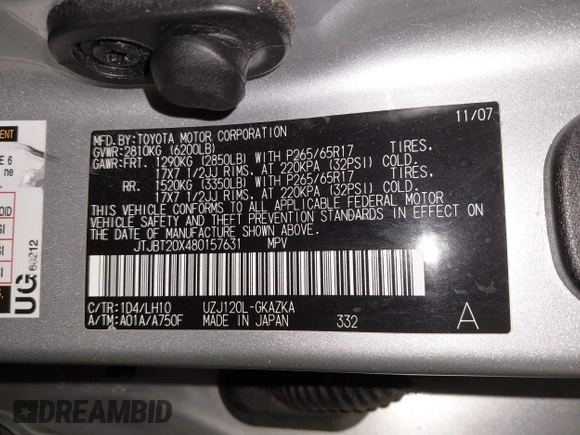 11/07
MFD.BY:TOYOTA MOTOR CORPORATION
GVWR:2810KG (6200LB)
GAWR:FRT. 1290KG (2850LB) WITH P265/65R17 TIRES.
17X7 1/2JJ RIMS. AT 220KPA (32PSI) COLD.
RR. 1520KG (3350LB) WITH P265/65R17 TIRES.
17X7 1/2JJ RIMS. AT 220KPA (32PSI) COLD.
THIS VEHICLE CONFORMS TO ALL APPLICABLE FEDERAL MOTOR
VEHICLE SAFETY AND THEFT PREVENTION STANDARDS IN EFFECT ON
THE DATE OF MANUFACTURE SHOWN ABOVE.
JTJBT20X480157631 MPV
C/TR:1D4/LH10 UZJ120L-GKAZKA
A/TM:A01A/A750F MADE IN JAPAN 332 A
UG
60212
DREAMBID